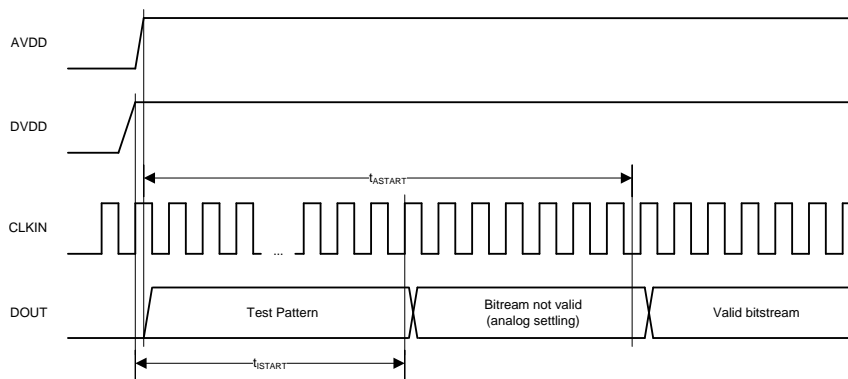 AVDD
DVDD
tASTART
CLKIN
...
DOUT
Test Pattern
Bitream not valid
(analog settling)
Valid bitstream
tISTART